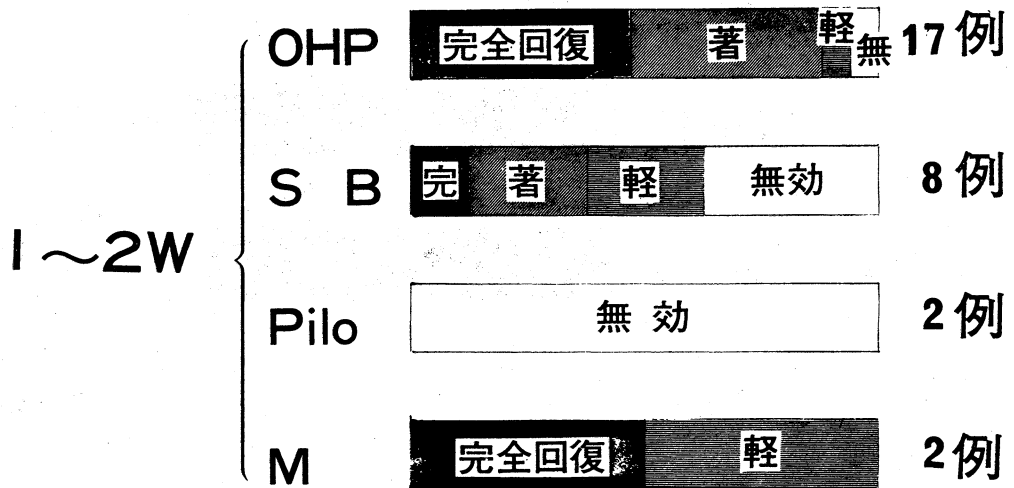 OHP 完全回復 著 軽 無 17例
S B 完 著 軽 無効 8例
1～2W
Pilo 無効 2例
M 完全回復 軽 2例